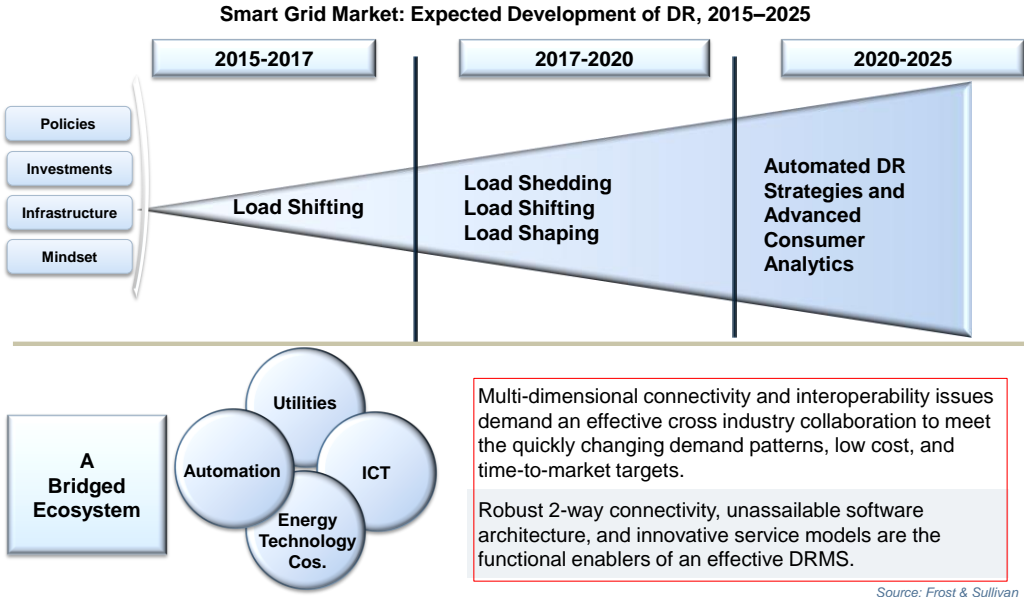 Smart Grid Market: Expected Development of DR, 2015–2025
2015-2017
2017-2020
2020-2025
Policies
Investments
Infrastructure
Mindset
Load Shifting
Load Shedding
Load Shifting
Load Shaping
Automated DR
Strategies and
Advanced
Consumer
Analytics
A
Bridged
Ecosystem
Utilities
Automation
ICT
Energy
Technology
Cos.
Multi-dimensional connectivity and interoperability issues
demand an effective cross industry collaboration to meet
the quickly changing demand patterns, low cost, and
time-to-market targets.
Robust 2-way connectivity, unassailable software
architecture, and innovative service models are the
functional enablers of an effective DRMS.
Source: Frost & Sullivan